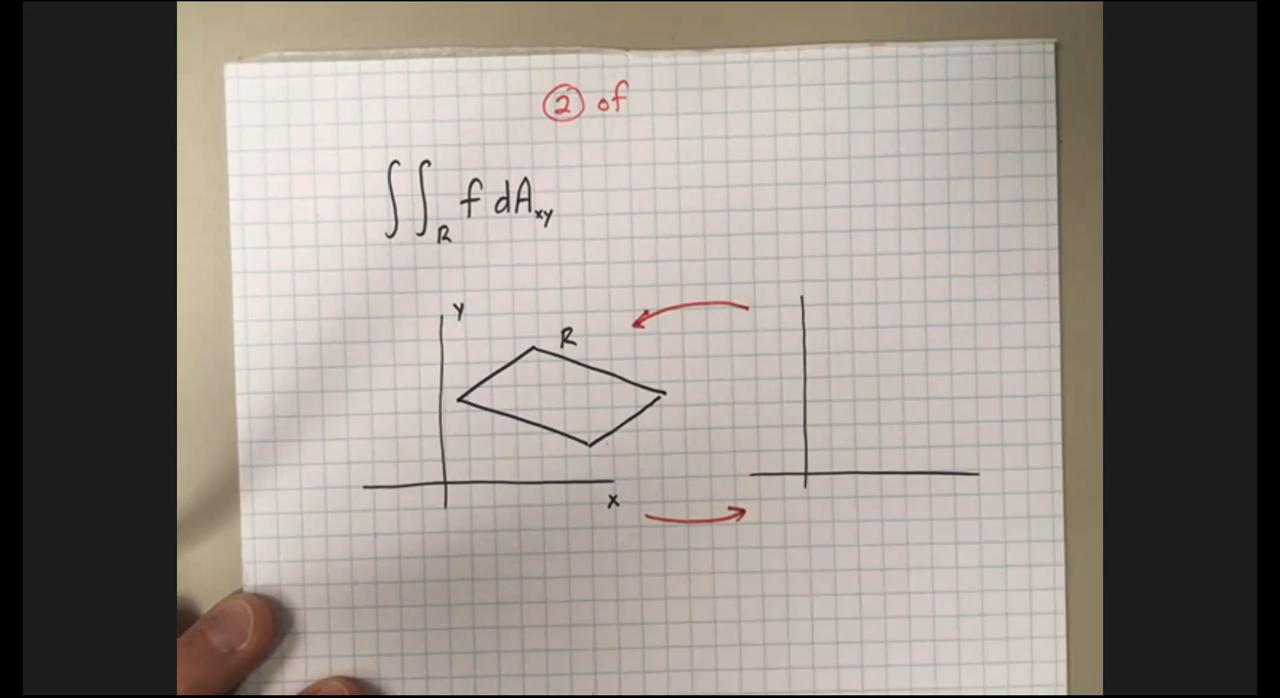 ② of
∫∫_R f dA_xy
y
R
x